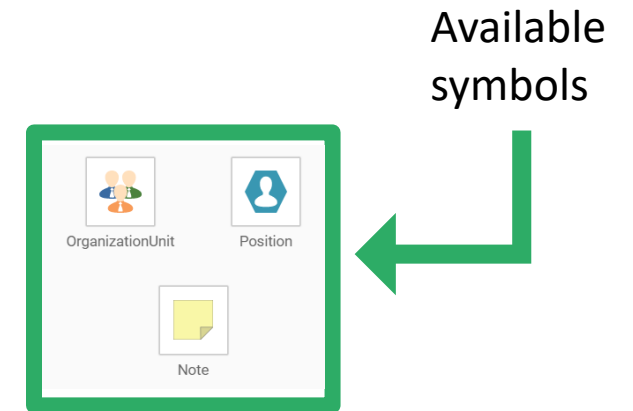 Available
symbols
OrganizationUnit
Position
Note